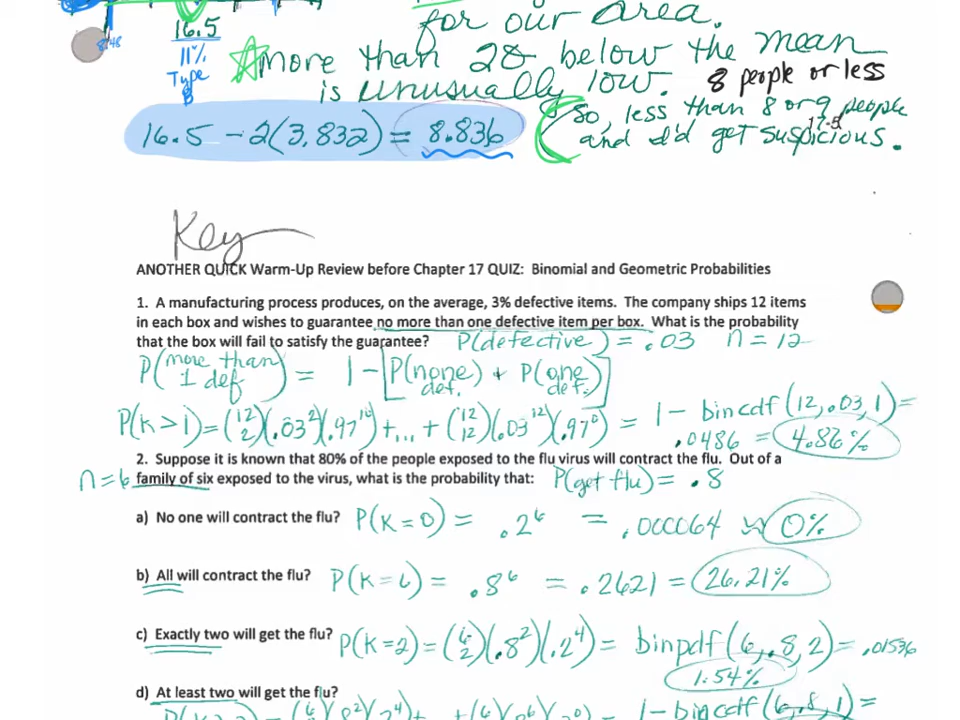 for our area.
16.5
11%
Type
B
8.48
☆More than 2σ below the mean
is unusually low. 8 people or less
So, less than 8 or 9 people
and I'd get suspicious.
17.5
16.5 - 2(3.832) = 8.836
Key
ANOTHER QUICK Warm-Up Review before Chapter 17 QUIZ: Binomial and Geometric Probabilities
1. A manufacturing process produces, on the average, 3% defective items. The company ships 12 items
in each box and wishes to guarantee no more than one defective item per box. What is the probability
that the box will fail to satisfy the guarantee? P(defective) = .03 n = 12
P(more than 1 def) = 1 - [P(none def.) + P(one def.)]
P(k > 1) = (12 2)(.03²)(.97¹⁰) + ... + (12 12)(.03¹²)(.97⁰) = 1 - bincdf(12, .03, 1) =
.0486 = 4.86%
2. Suppose it is known that 80% of the people exposed to the flu virus will contract the flu. Out of a
n=6 family of six exposed to the virus, what is the probability that: P(get flu) = .8
a) No one will contract the flu? P(K=0) = .2⁶ = .000064 ≈ 0%
b) All will contract the flu? P(K=6) = .8⁶ = .2621 = 26.21%
c) Exactly two will get the flu? P(K=2) = (6 2)(.8²)(.2⁴) = binpdf(6, .8, 2) = .01536
1.54%
d) At least two will get the flu?
1 - bincdf(6, .8, 1) =